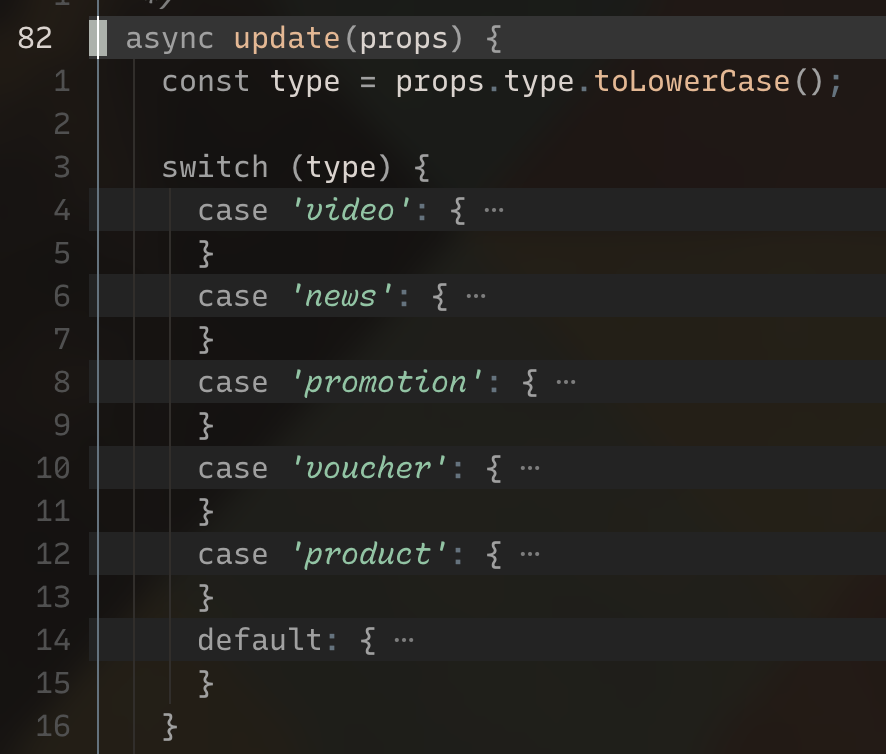 1 */
82 async update(props) {
1 const type = props.type.toLowerCase();
2
3 switch (type) {
4 case 'video': { ···
5 }
6 case 'news': { ···
7 }
8 case 'promotion': { ···
9 }
10 case 'voucher': { ···
11 }
12 case 'product': { ···
13 }
14 default: { ···
15 }
16 }